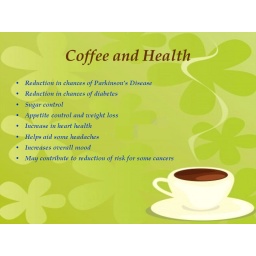 Coffee and Health
• Reduction in chances of Parkinson's Disease
• Reduction in chances of diabetes
• Sugar control
• Appetite control and weight loss
• Increase in heart health
• Helps aid some headaches
• Increases overall mood
• May contribute to reduction of risk for some cancers